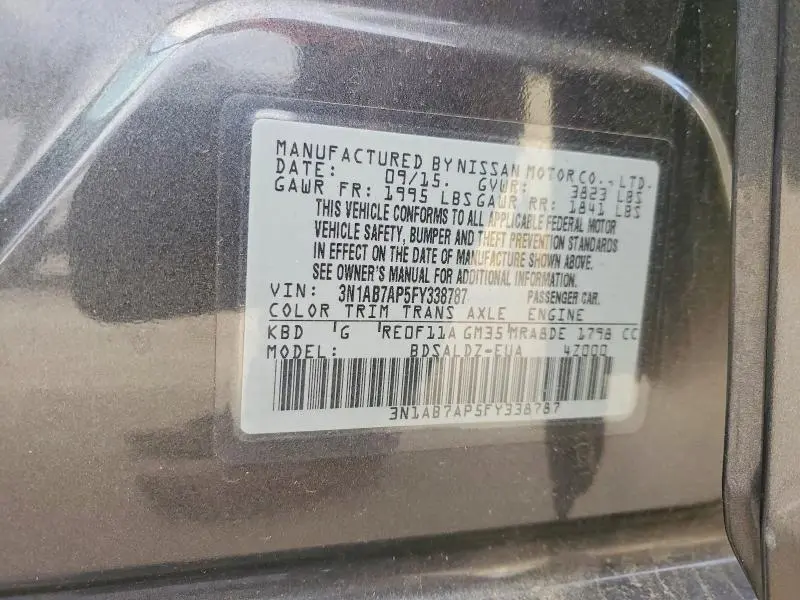 MANUFACTURED BY NISSAN MOTOR CO., LTD.
DATE: 09/15. GVWR: 3823 LBS
GAWR FR: 1995 LBS GAWR RR: 1841 LBS
THIS VEHICLE CONFORMS TO ALL APPLICABLE FEDERAL MOTOR
VEHICLE SAFETY, BUMPER AND THEFT PREVENTION STANDARDS
IN EFFECT ON THE DATE OF MANUFACTURE SHOWN ABOVE.
SEE OWNER'S MANUAL FOR ADDITIONAL INFORMATION.
VIN: 3N1AB7AP5FY338787 PASSENGER CAR.
COLOR TRIM TRANS AXLE ENGINE
KBD G RE0F11A GM35 MRA8DE 1798 CC
MODEL: BDSALDZ-EUA 4Z000
3N1AB7AP5FY338787